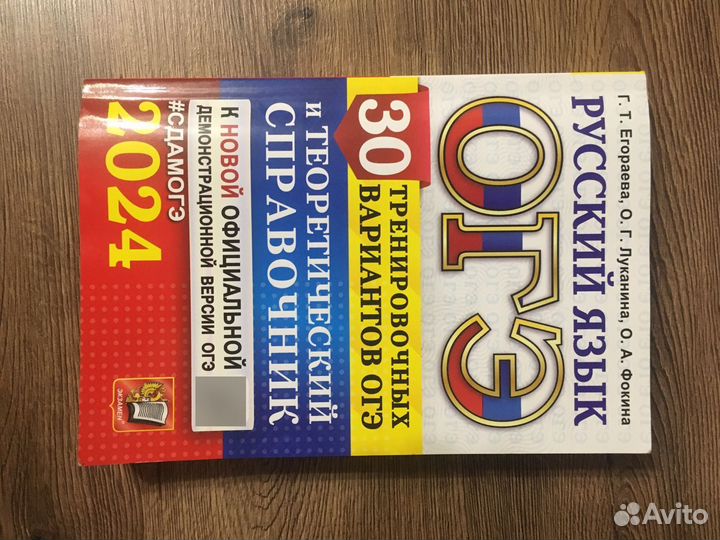 Г. Т. Егораева, О. Г. Луканина, О. А. Фокина
РУССКИЙ ЯЗЫК
ОГЭ
30
ТРЕНИРОВОЧНЫХ
ВАРИАНТОВ ОГЭ
и ТЕОРЕТИЧЕСКИЙ
СПРАВОЧНИК
К НОВОЙ ОФИЦИАЛЬНОЙ
ДЕМОНСТРАЦИОННОЙ ВЕРСИИ ОГЭ
#СДАМОГЭ
2024
ЭКЗАМЕН
Avito